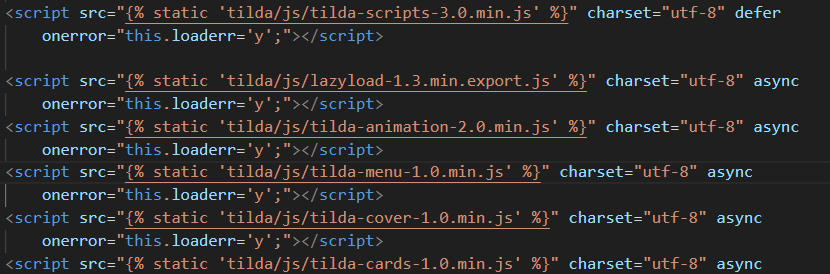 <script src="{% static 'tilda/js/tilda-scripts-3.0.min.js' %}" charset="utf-8" defer
onerror="this.loaderr='y';"></script>
<script src="{% static 'tilda/js/lazyload-1.3.min.export.js' %}" charset="utf-8" async
onerror="this.loaderr='y';"></script>
<script src="{% static 'tilda/js/tilda-animation-2.0.min.js' %}" charset="utf-8" async
onerror="this.loaderr='y';"></script>
<script src="{% static 'tilda/js/tilda-menu-1.0.min.js' %}" charset="utf-8" async
onerror="this.loaderr='y';"></script>
<script src="{% static 'tilda/js/tilda-cover-1.0.min.js' %}" charset="utf-8" async
onerror="this.loaderr='y';"></script>
<script src="{% static 'tilda/js/tilda-cards-1.0.min.js' %}" charset="utf-8" async